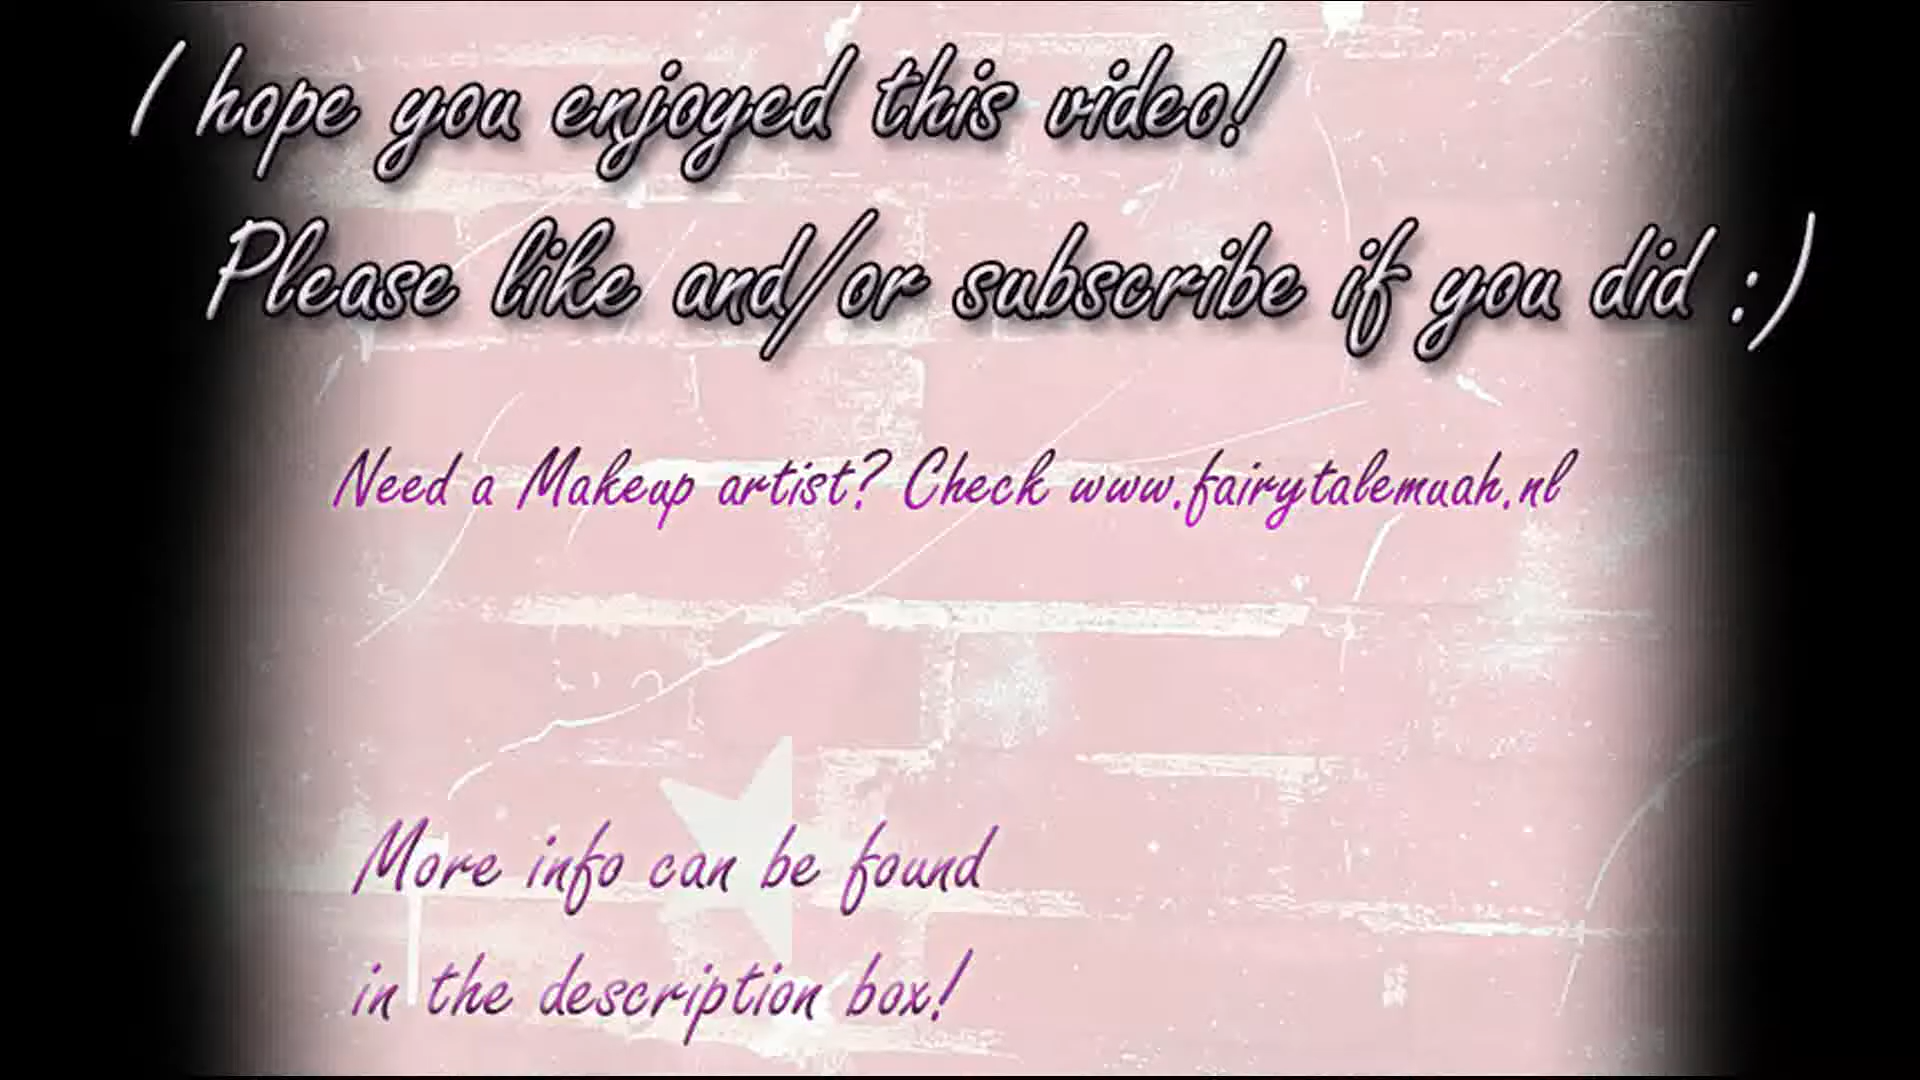 I hope you enjoyed this video!
Please like and/or subscribe if you did :)
Need a Makeup artist? Check www.fairytalemuah.nl
More info can be found
in the description box!